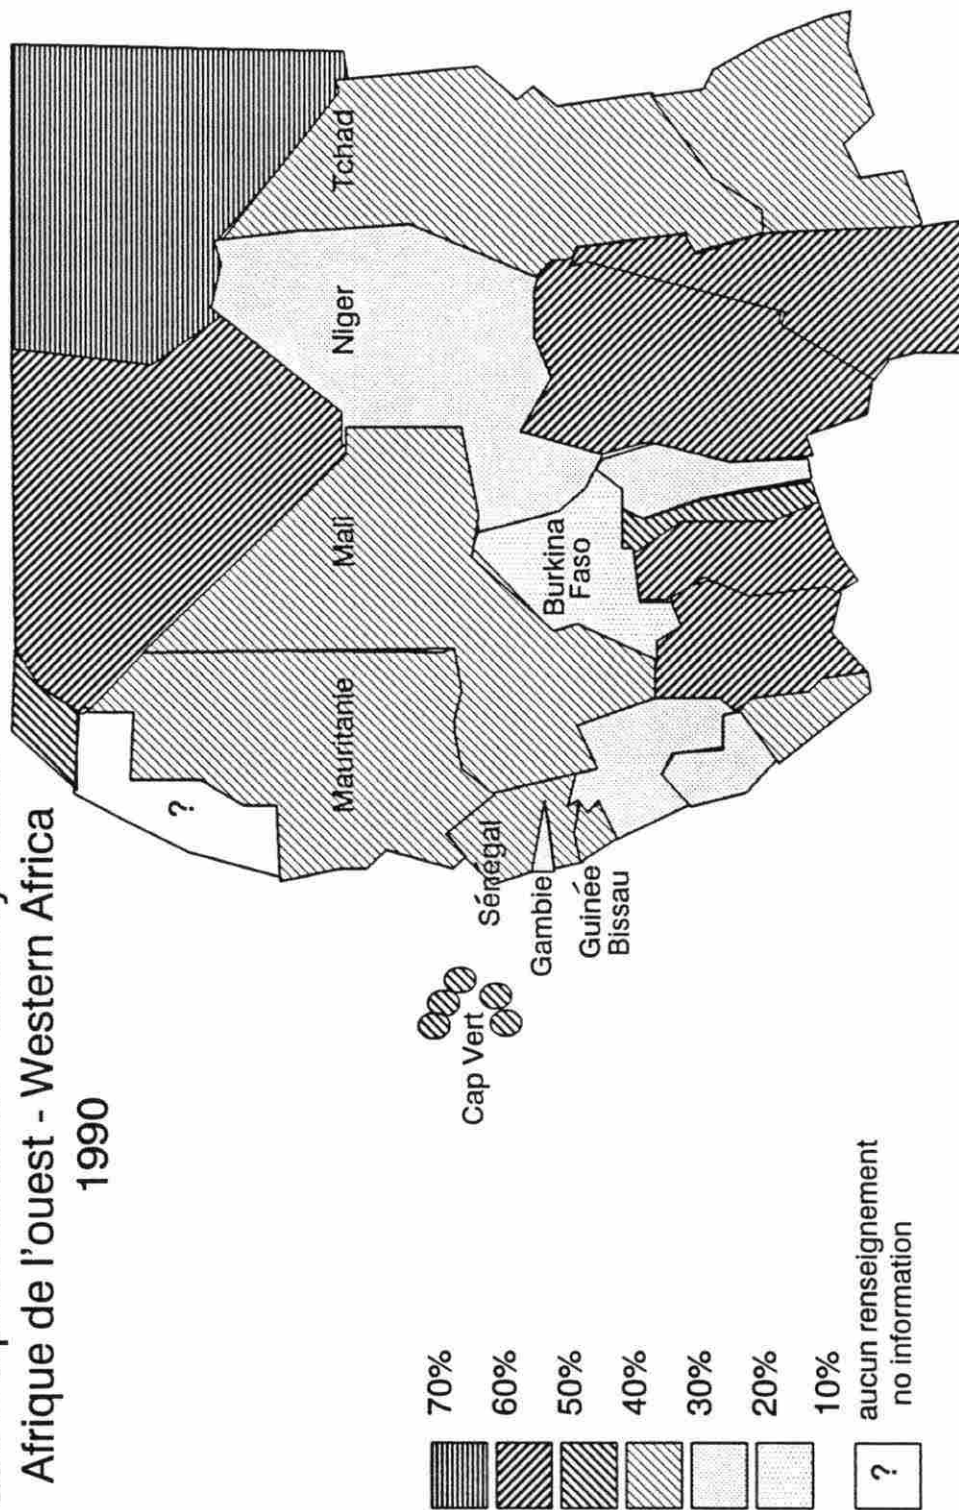 Afrique de l'ouest - Western Africa
1990
Tchad
Niger
Mali
Burkina
Faso
Mauritanie
?
Sénégal
Gambie
Guinée
Bissau
Cap Vert
70%
60%
50%
40%
30%
20%
10%
?
aucun renseignement
no information